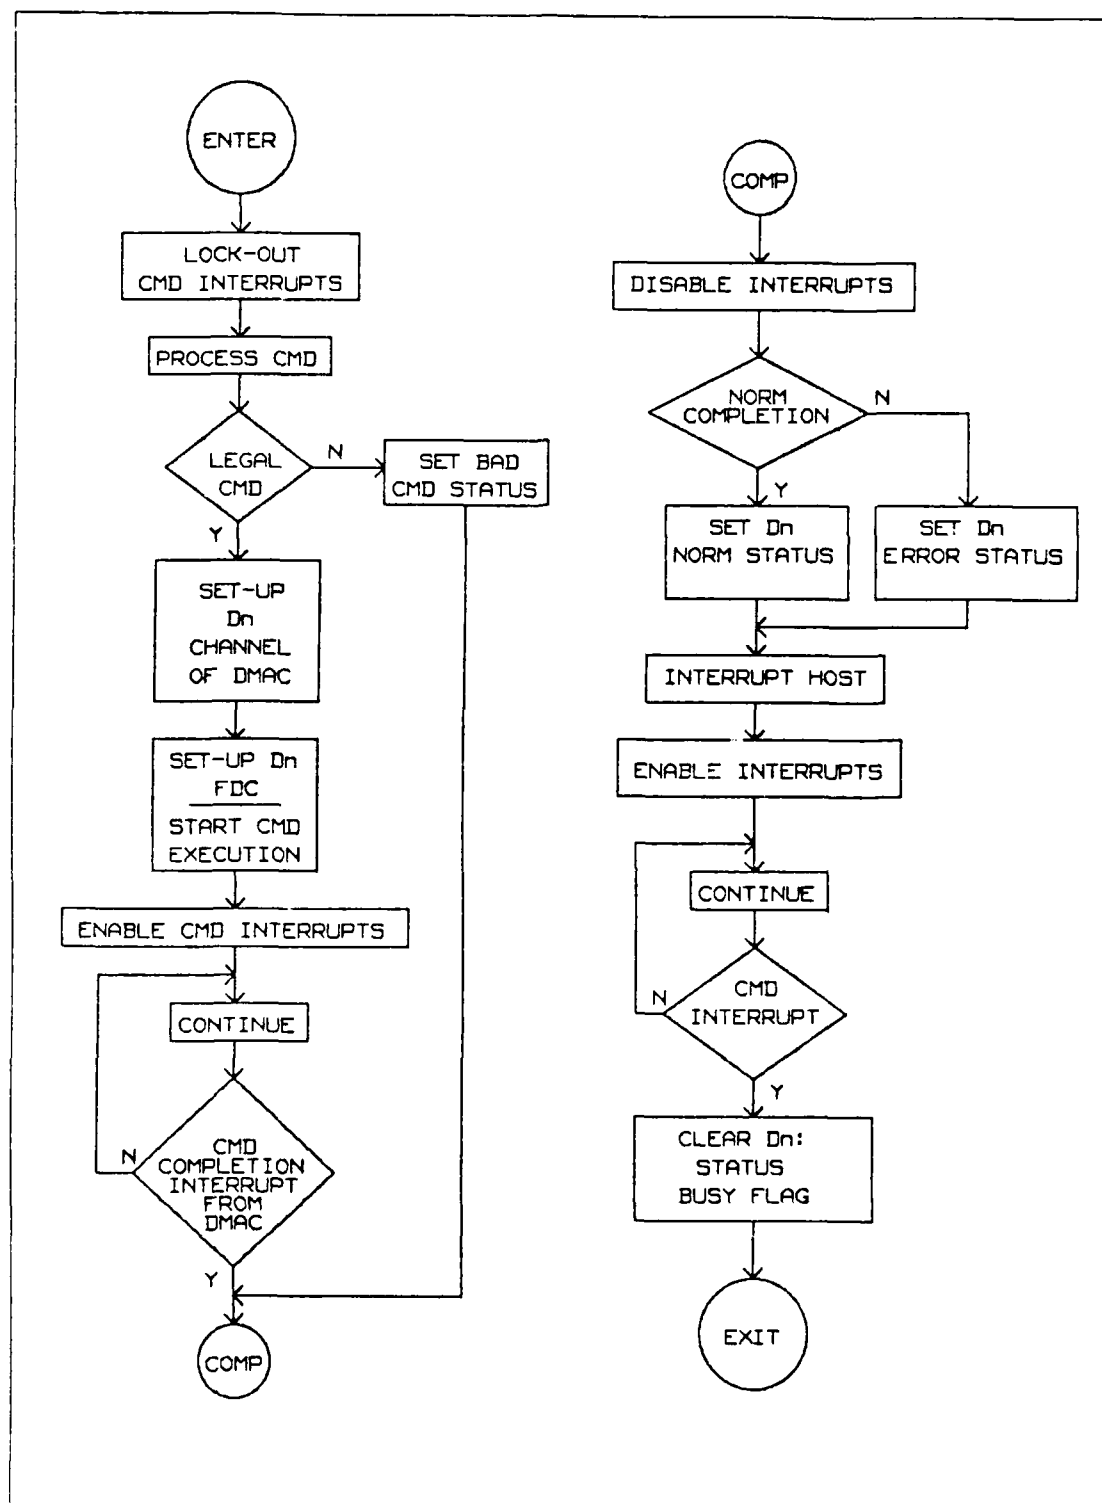 ENTER
LOCK-OUT
CMD INTERRUPTS
PROCESS CMD
LEGAL
CMD
N
SET BAD
CMD STATUS
Y
SET-UP
Dn
CHANNEL
OF DMAC
SET-UP Dn
FDC
START CMD
EXECUTION
ENABLE CMD INTERRUPTS
CONTINUE
N
CMD
COMPLETION
INTERRUPT
FROM
DMAC
Y
COMP
COMP
DISABLE INTERRUPTS
NORM
COMPLETION
N
Y
SET Dn
NORM STATUS
SET Dn
ERROR STATUS
INTERRUPT HOST
ENABLE INTERRUPTS
CONTINUE
N
CMD
INTERRUPT
Y
CLEAR Dn:
STATUS
BUSY FLAG
EXIT